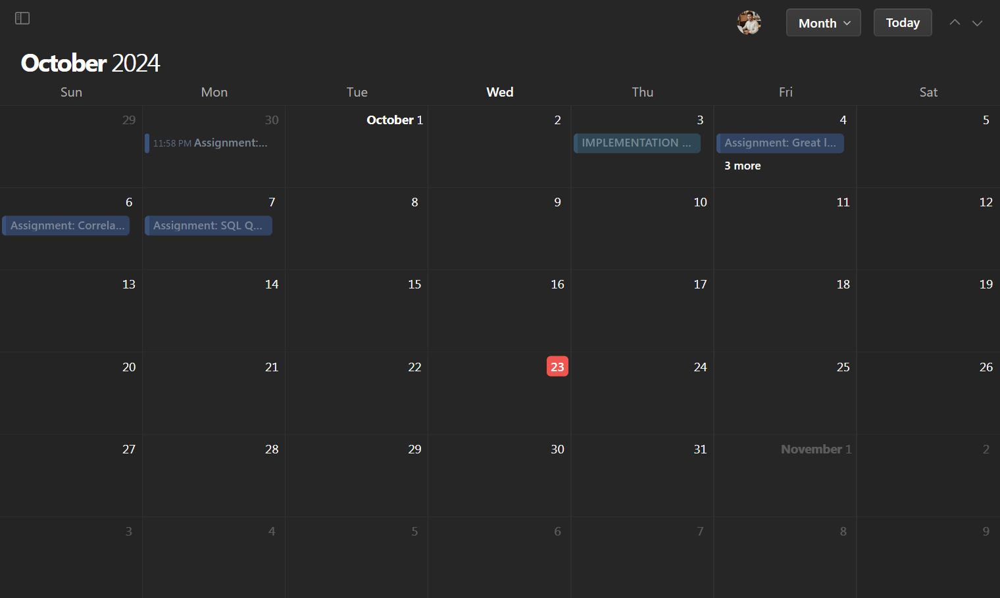 Month Today
October 2024
Sun Mon Tue Wed Thu Fri Sat
29 30 October 1 2 3 4 5
11:58 PM Assignment:... IMPLEMENTATION ... Assignment: Great I...
3 more
6 7 8 9 10 11 12
Assignment: Correla... Assignment: SQL Q...
13 14 15 16 17 18 19
20 21 22 23 24 25 26
27 28 29 30 31 November 1 2
3 4 5 6 7 8 9